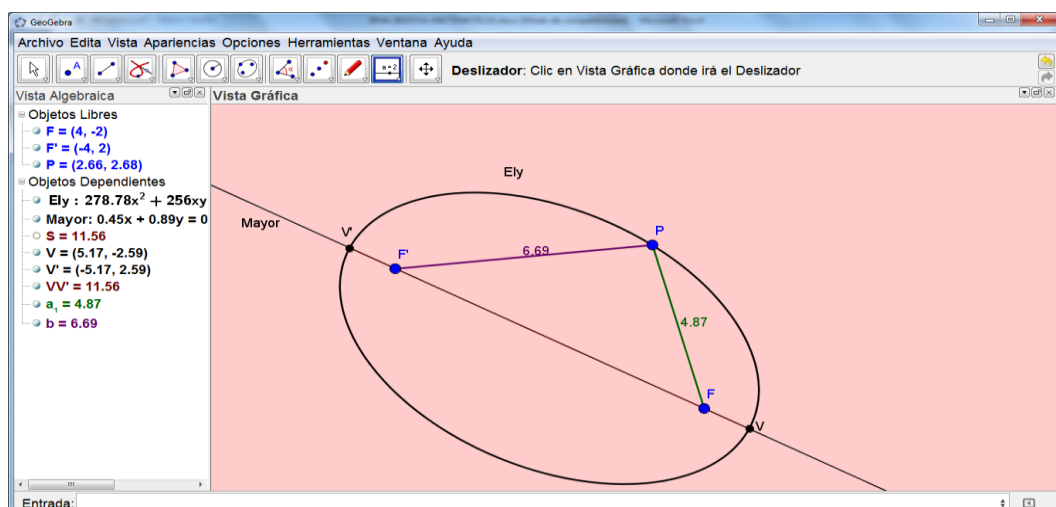 GeoGebra
Archivo Edita Vista Apariencias Opciones Herramientas Ventana Ayuda
A
α
a = 2
Deslizador: Clic en Vista Gráfica donde irá el Deslizador
Vista Algebraica
Vista Gráfica
Objetos Libres
F = (4, -2)
F' = (-4, 2)
P = (2.66, 2.68)
Objetos Dependientes
Ely : 278.78x² + 256xy
Mayor: 0.45x + 0.89y = 0
S = 11.56
V = (5.17, -2.59)
V' = (-5.17, 2.59)
VV' = 11.56
a₁ = 4.87
b = 6.69
Ely
Mayor
V'
F'
6.69
P
4.87
F
V
Entrada: